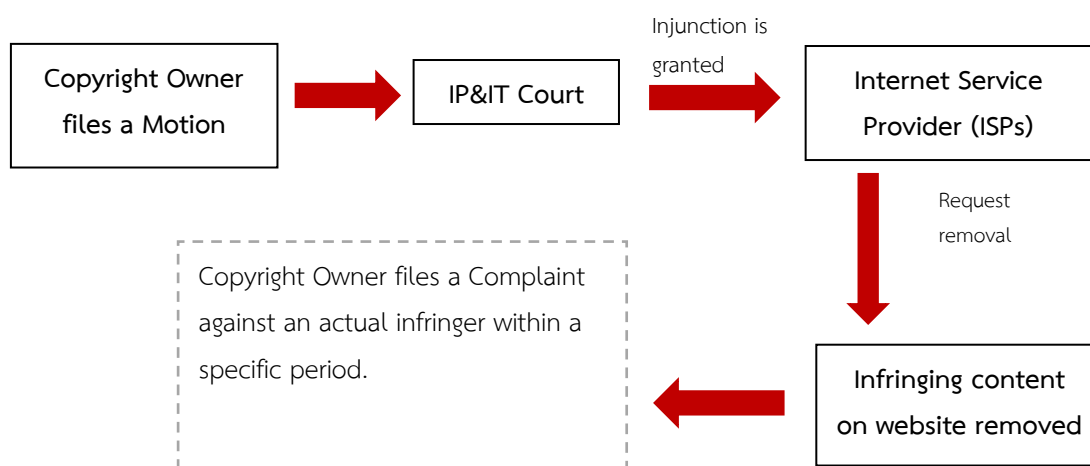 Copyright Owner
files a Motion
IP&IT Court
Injunction is
granted
Internet Service
Provider (ISPs)
Request
removal
Infringing content
on website removed
Copyright Owner files a Complaint
against an actual infringer within a
specific period.